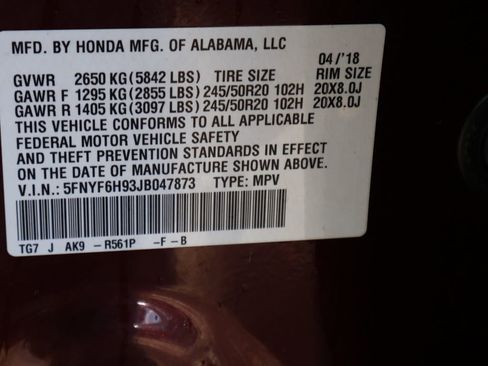 MFD. BY HONDA MFG. OF ALABAMA, LLC 04/'18
GVWR 2650 KG (5842 LBS) TIRE SIZE RIM SIZE
GAWR F 1295 KG (2855 LBS) 245/50R20 102H 20X8.0J
GAWR R 1405 KG (3097 LBS) 245/50R20 102H 20X8.0J
THIS VEHICLE CONFORMS TO ALL APPLICABLE
FEDERAL MOTOR VEHICLE SAFETY
AND THEFT PREVENTION STANDARDS IN EFFECT
ON THE DATE OF MANUFACTURE SHOWN ABOVE.
V.I.N.: 5FNYF6H93JB047873 TYPE: MPV
TG7 J AK9 -R561P -F-B